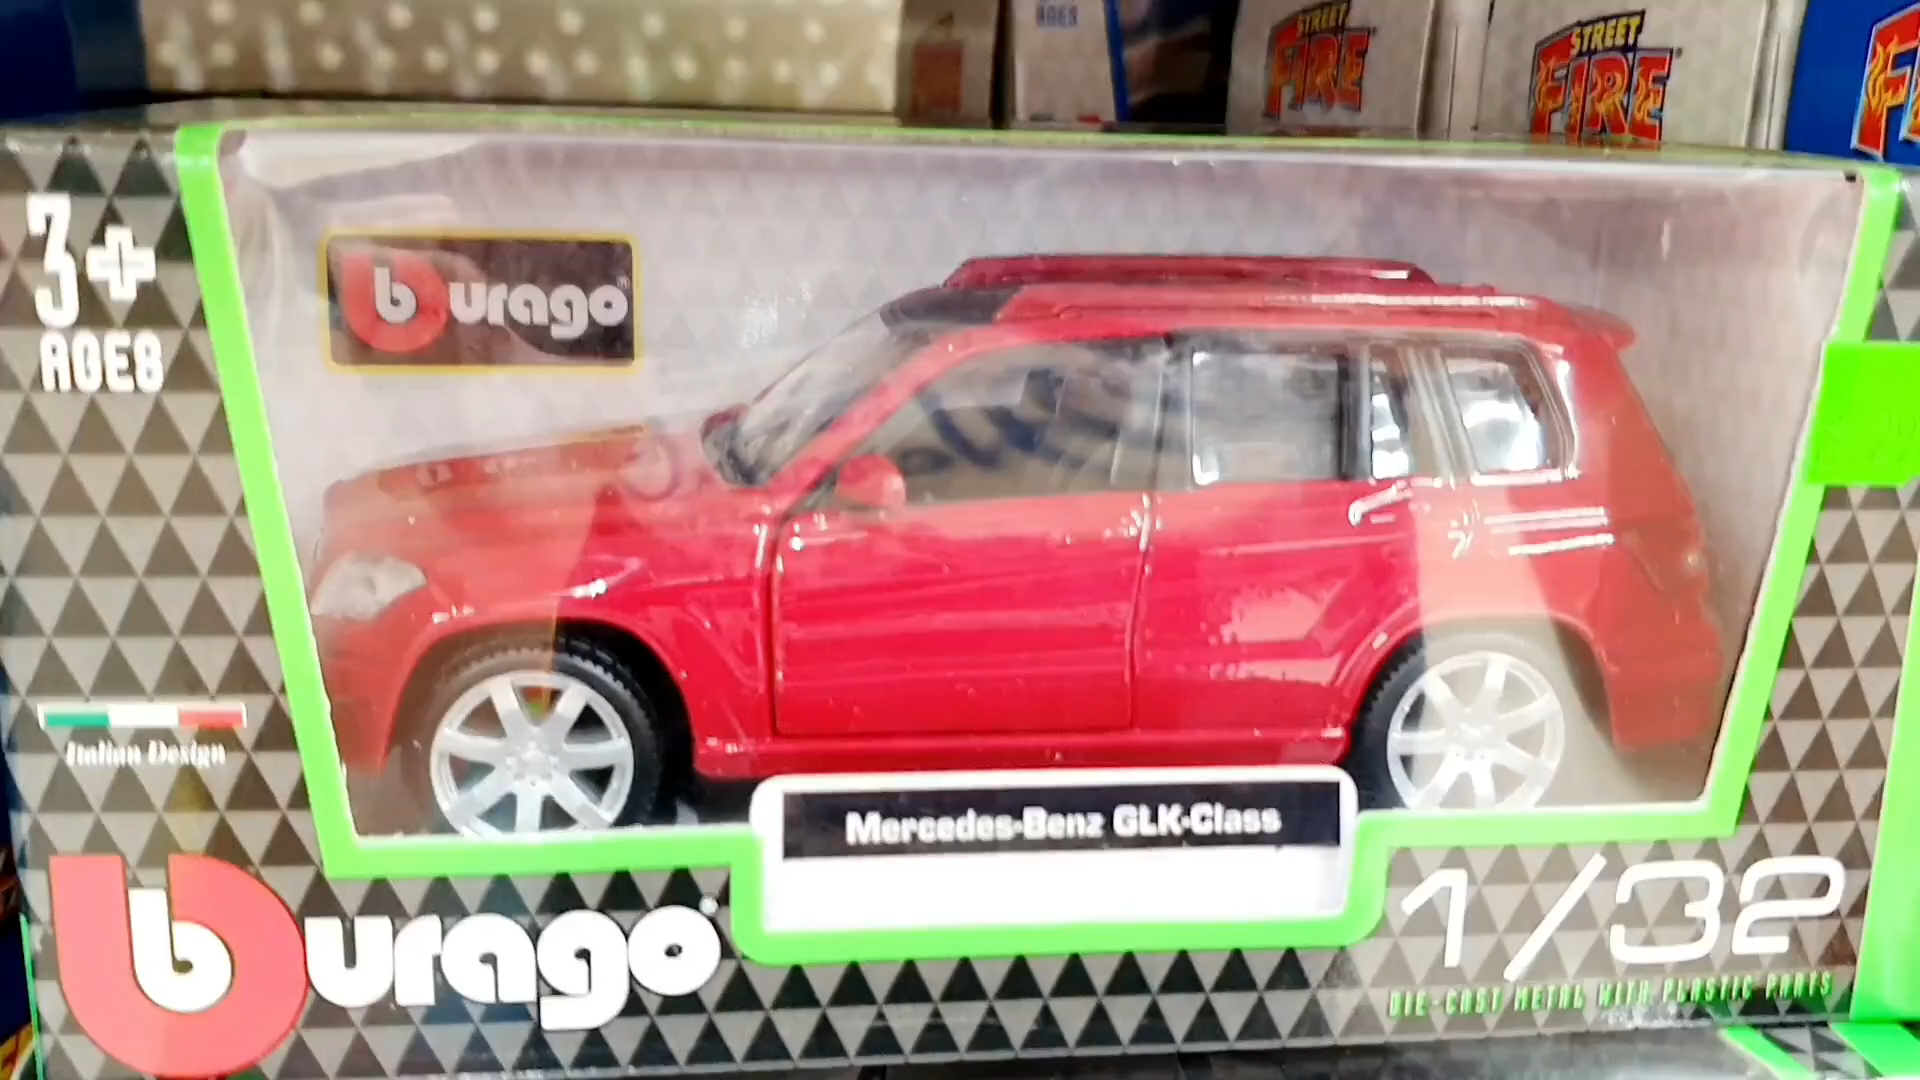 AGES
STREET
FIRE
STREET
FIRE
3+
AGES
burago
Italian Design
Mercedes-Benz GLK-Class
burago
1/32
DIE-CAST METAL WITH PLASTIC PARTS